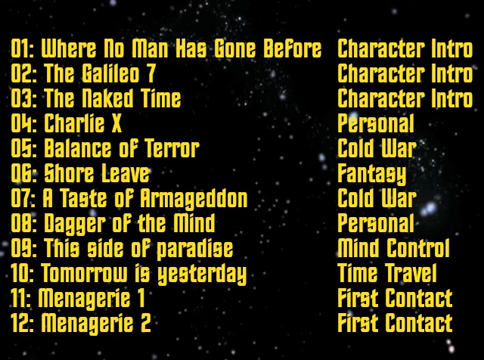 01: Where No Man Has Gone Before Character Intro
02: The Galileo 7 Character Intro
03: The Naked Time Character Intro
04: Charlie X Personal
05: Balance of Terror Cold War
06: Shore Leave Fantasy
07: A Taste of Armageddon Cold War
08: Dagger of the Mind Personal
09: This side of paradise Mind Control
10: Tomorrow is yesterday Time Travel
11: Menagerie 1 First Contact
12: Menagerie 2 First Contact